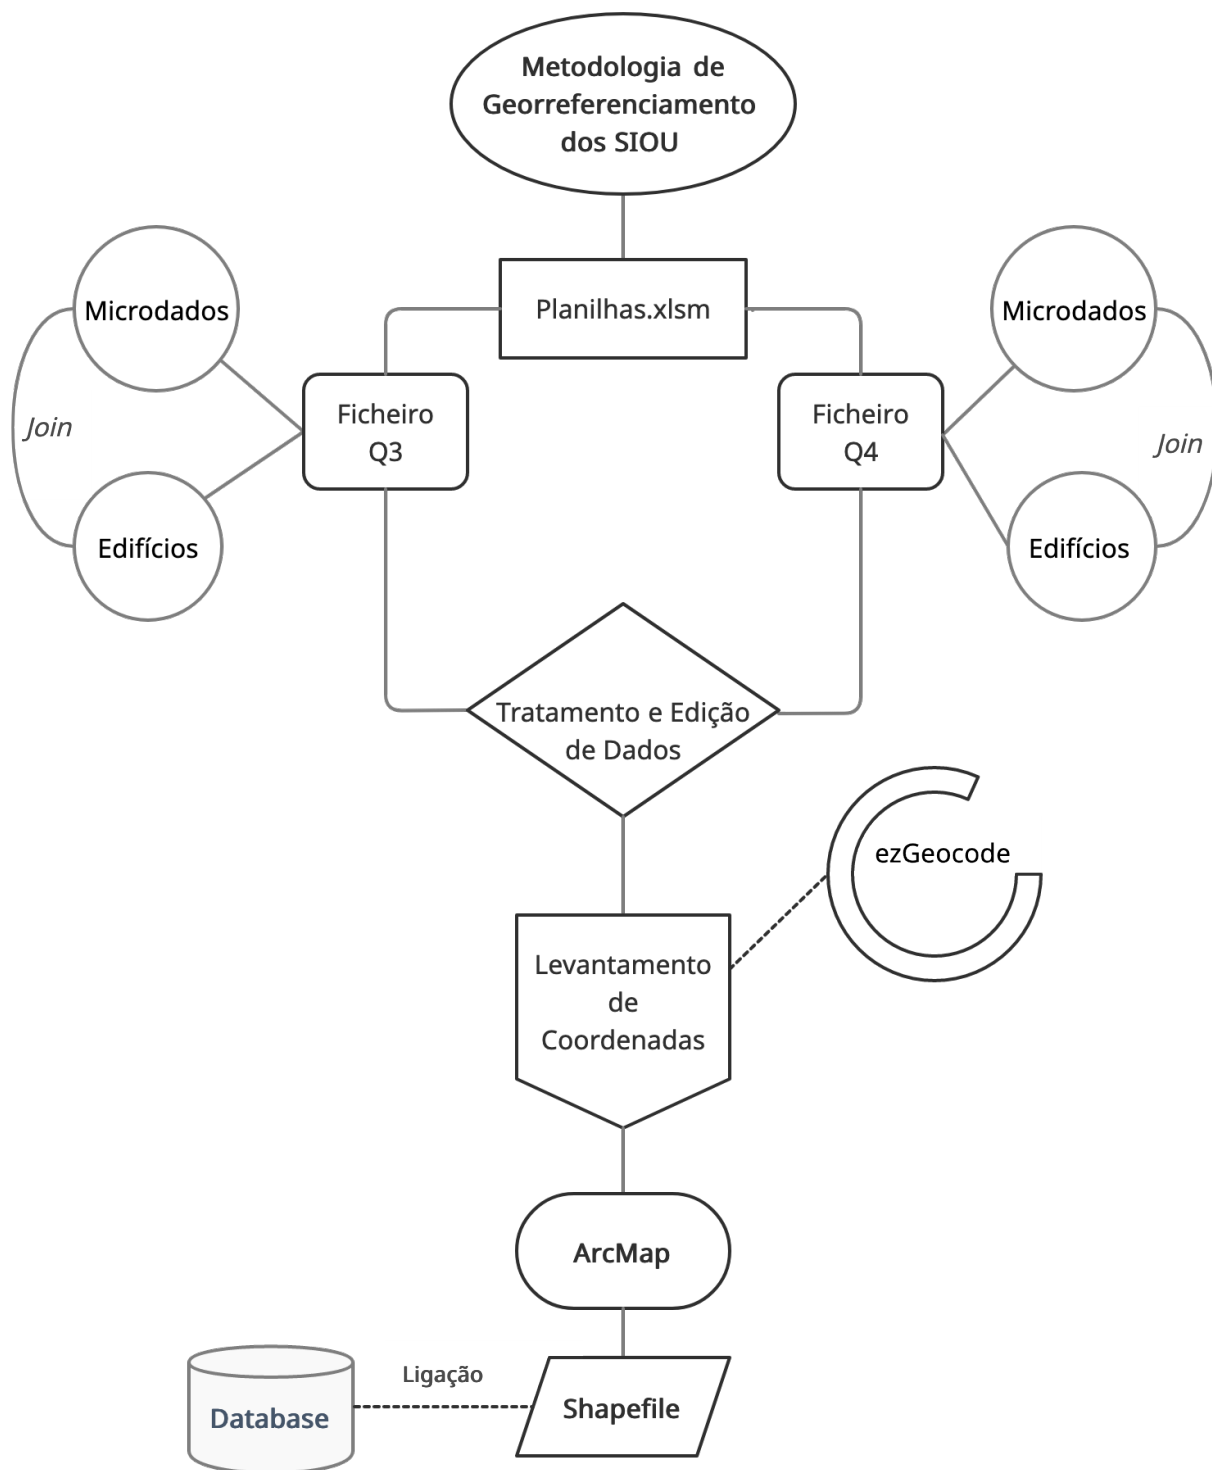 Metodologia de
Georreferenciamento
dos SIOU
Planilhas.xlsm
Microdados
Microdados
Ficheiro
Q3
Ficheiro
Q4
Join
Join
Edifícios
Edifícios
Tratamento e Edição
de Dados
ezGeocode
Levantamento
de
Coordenadas
ArcMap
Ligação
Database
Shapefile